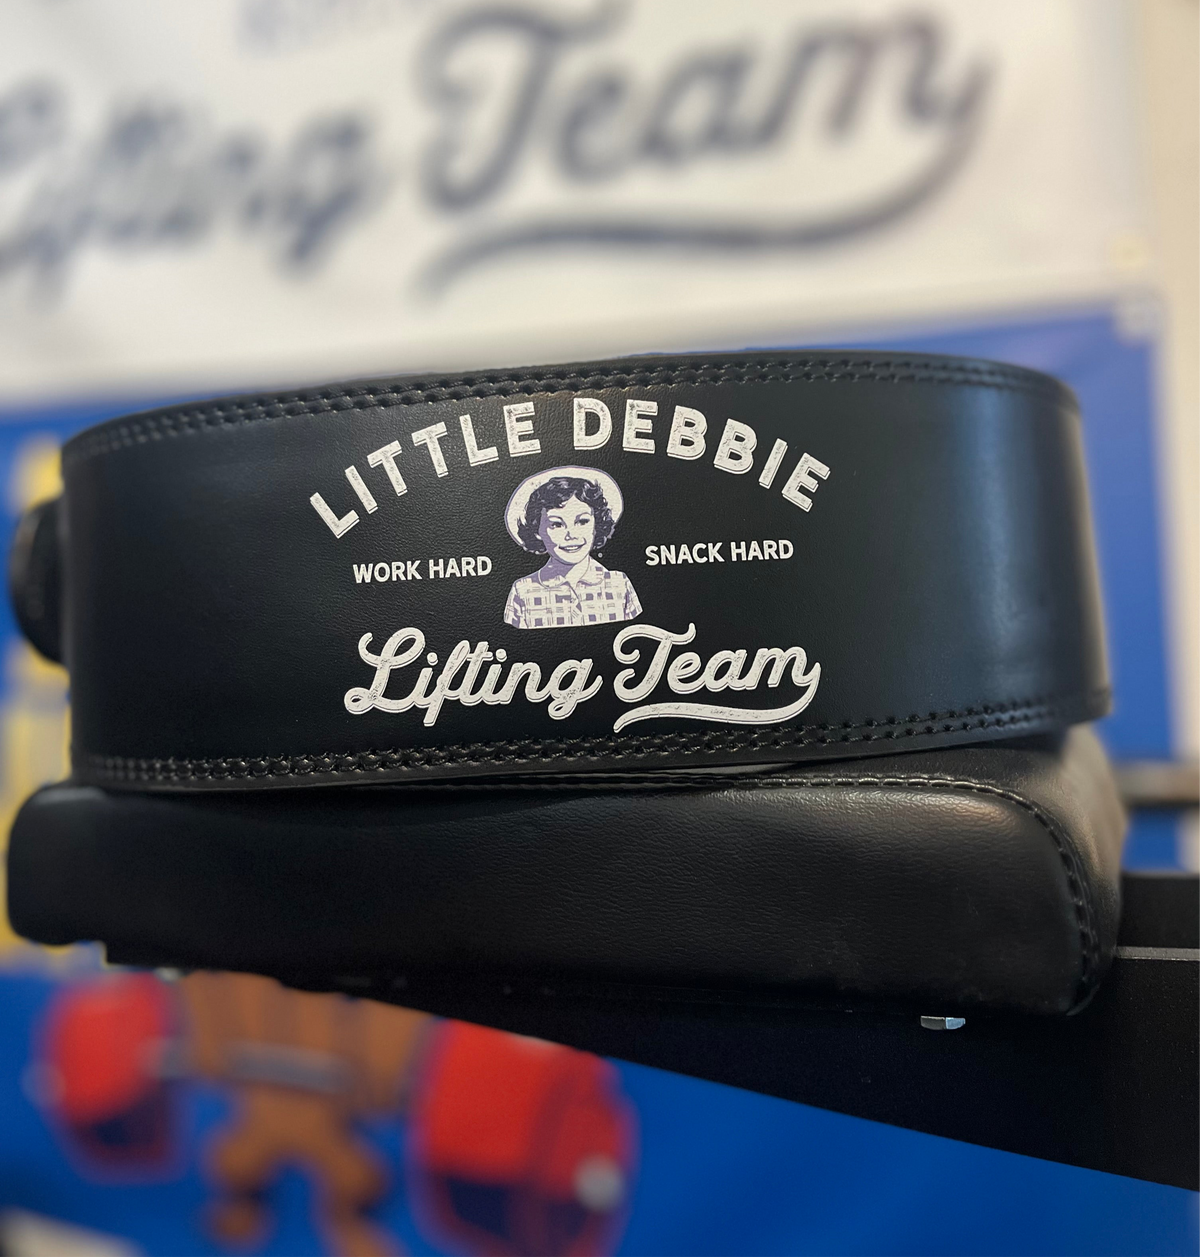 Lifting Team
LITTLE DEBBIE
WORK HARD SNACK HARD
Lifting Team